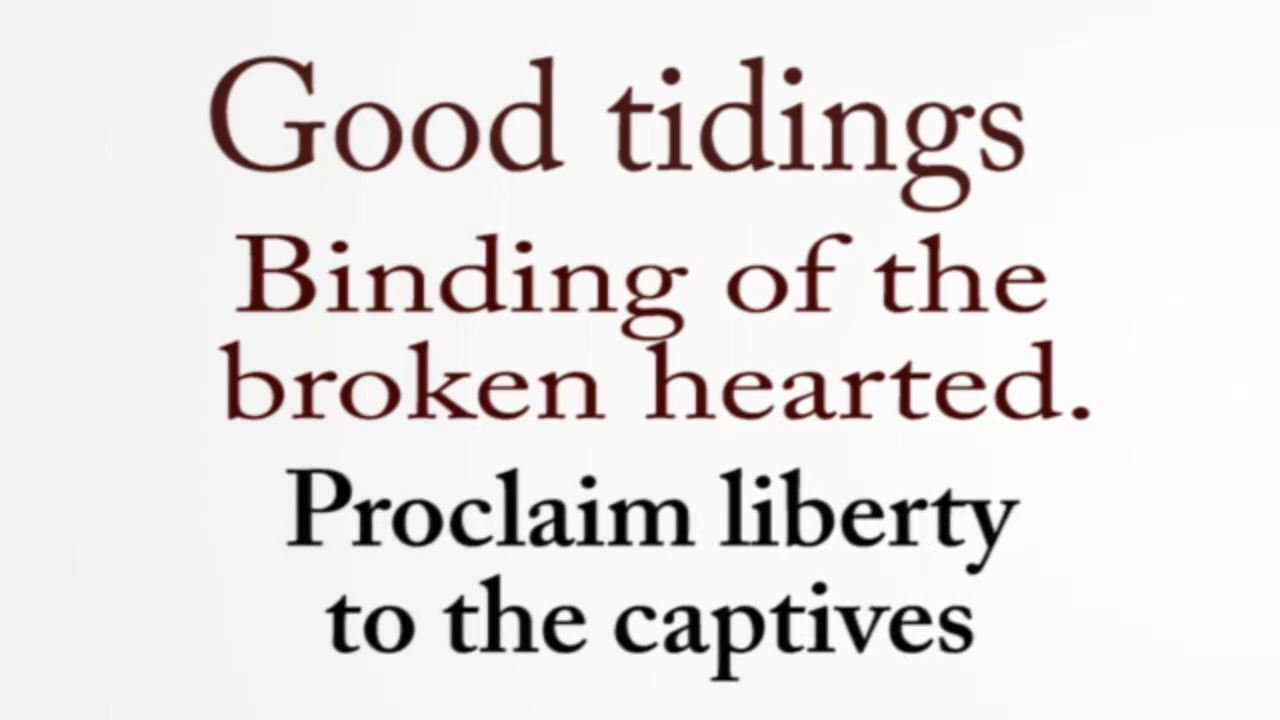 Good tidings
Binding of the
broken hearted.
Proclaim liberty
to the captives